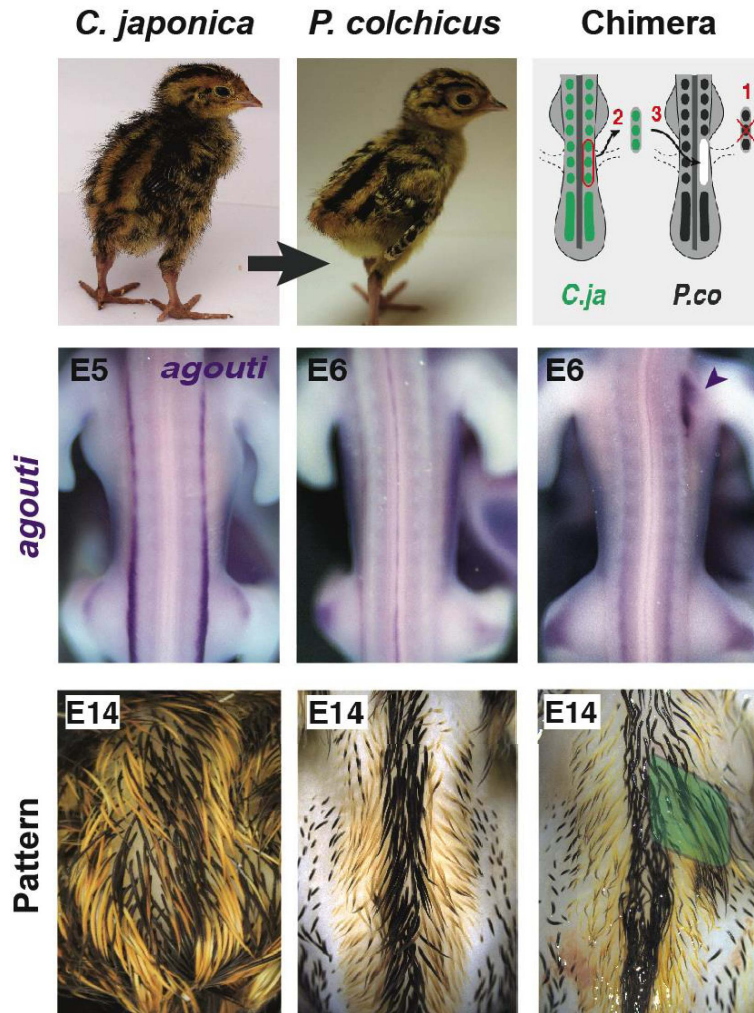 C. japonica P. colchicus Chimera
1
2 3
C.ja P.co
agouti
E5 agouti E6 E6
Pattern
E14 E14 E14